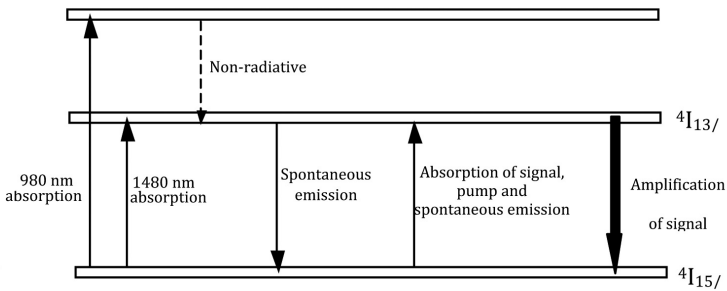 Non-radiative
⁴I₁₃/
980 nm
absorption
1480 nm
absorption
Spontaneous
emission
Absorption of signal,
pump and
spontaneous emission
Amplification
of signal
⁴I₁₅/